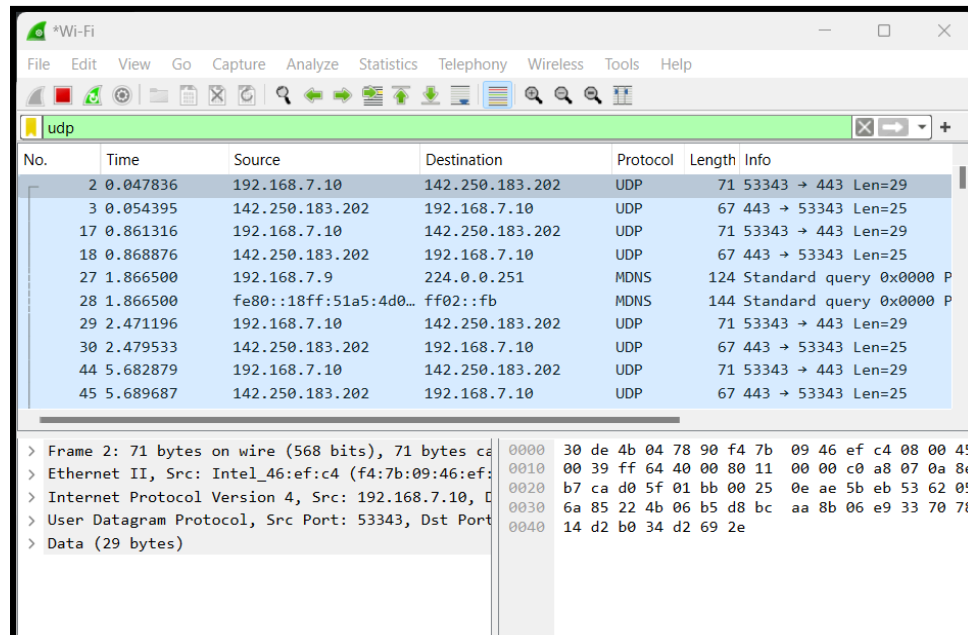 *Wi-Fi
File Edit View Go Capture Analyze Statistics Telephony Wireless Tools Help
udp
No. Time Source Destination Protocol Length Info
2 0.047836 192.168.7.10 142.250.183.202 UDP 71 53343 → 443 Len=29
3 0.054395 142.250.183.202 192.168.7.10 UDP 67 443 → 53343 Len=25
17 0.861316 192.168.7.10 142.250.183.202 UDP 71 53343 → 443 Len=29
18 0.868876 142.250.183.202 192.168.7.10 UDP 67 443 → 53343 Len=25
27 1.866500 192.168.7.9 224.0.0.251 MDNS 124 Standard query 0x0000 P
28 1.866500 fe80::18ff:51a5:4d0… ff02::fb MDNS 144 Standard query 0x0000 P
29 2.471196 192.168.7.10 142.250.183.202 UDP 71 53343 → 443 Len=29
30 2.479533 142.250.183.202 192.168.7.10 UDP 67 443 → 53343 Len=25
44 5.682879 192.168.7.10 142.250.183.202 UDP 71 53343 → 443 Len=29
45 5.689687 142.250.183.202 192.168.7.10 UDP 67 443 → 53343 Len=25
> Frame 2: 71 bytes on wire (568 bits), 71 bytes ca
> Ethernet II, Src: Intel_46:ef:c4 (f4:7b:09:46:ef:
> Internet Protocol Version 4, Src: 192.168.7.10, D
> User Datagram Protocol, Src Port: 53343, Dst Port
> Data (29 bytes)
0000 30 de 4b 04 78 90 f4 7b 09 46 ef c4 08 00 45
0010 00 39 ff 64 40 00 80 11 00 00 c0 a8 07 0a 8e
0020 b7 ca d0 5f 01 bb 00 25 0e ae 5b eb 53 62 05
0030 6a 85 22 4b 06 b5 d8 bc aa 8b 06 e9 33 70 78
0040 14 d2 b0 34 d2 69 2e